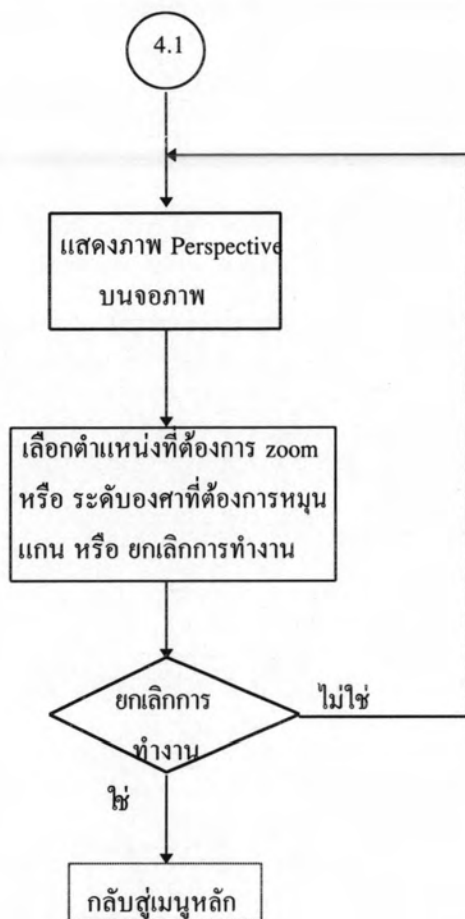 4.1
แสดงภาพ Perspective
บนจอภาพ
เลือกตำแหน่งที่ต้องการ zoom
หรือ ระดับองศาที่ต้องการหมุน
แกน หรือ ยกเลิกการทำงาน
ยกเลิกการ
ทำงาน
ไม่ใช่
ใช่
กลับสู่เมนูหลัก